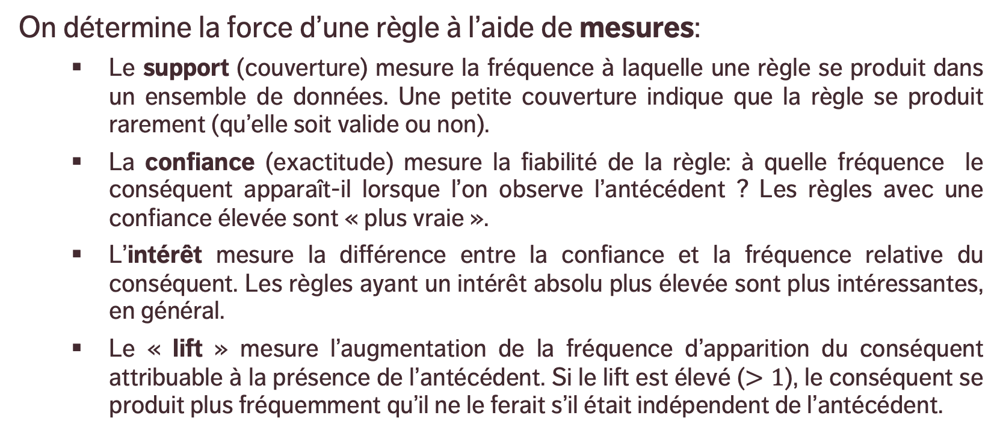 On détermine la force d’une règle à l’aide de mesures:
▪ Le support (couverture) mesure la fréquence à laquelle une règle se produit dans
un ensemble de données. Une petite couverture indique que la règle se produit
rarement (qu’elle soit valide ou non).
▪ La confiance (exactitude) mesure la fiabilité de la règle: à quelle fréquence le
conséquent apparaît-il lorsque l’on observe l’antécédent ? Les règles avec une
confiance élevée sont « plus vraie ».
▪ L’intérêt mesure la différence entre la confiance et la fréquence relative du
conséquent. Les règles ayant un intérêt absolu plus élevée sont plus intéressantes,
en général.
▪ Le « lift » mesure l’augmentation de la fréquence d’apparition du conséquent
attribuable à la présence de l’antécédent. Si le lift est élevé (> 1), le conséquent se
produit plus fréquemment qu’il ne le ferait s’il était indépendent de l’antécédent.